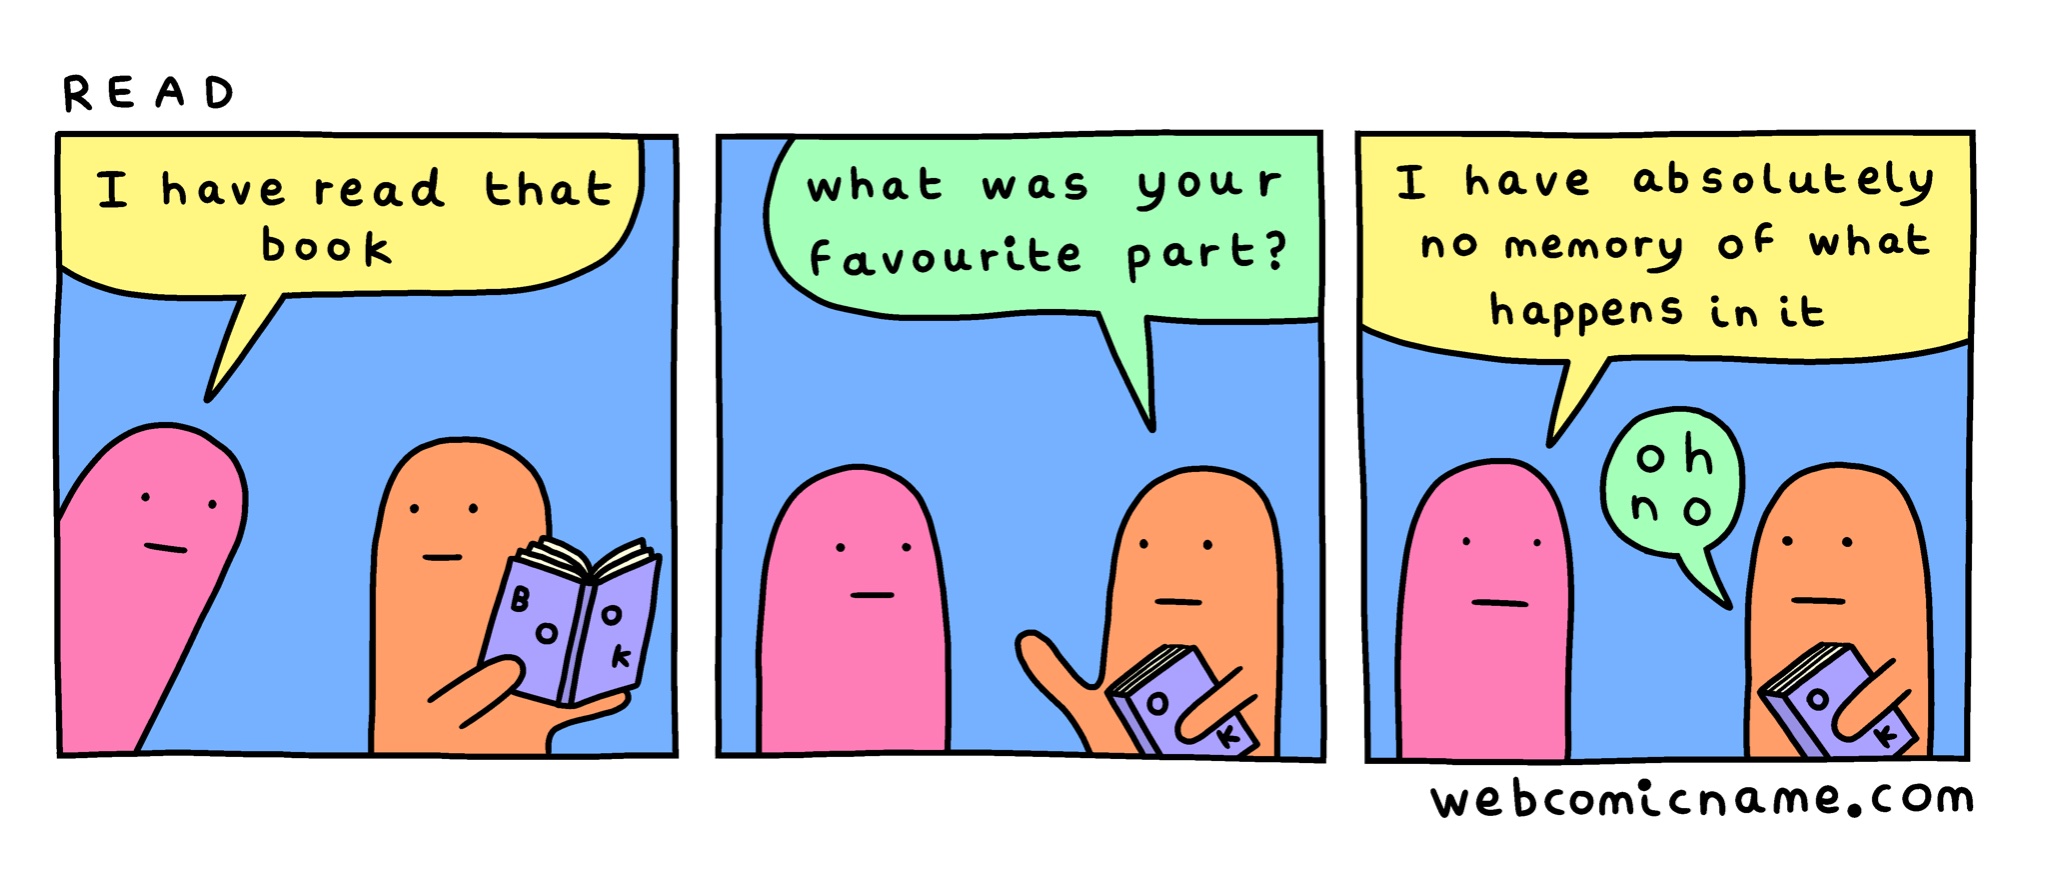 READ
I have read that
book
B
O
O
K
what was your
favourite part?
O
K
I have absolutely
no memory of what
happens in it
oh
no
O
K
webcomicname.com